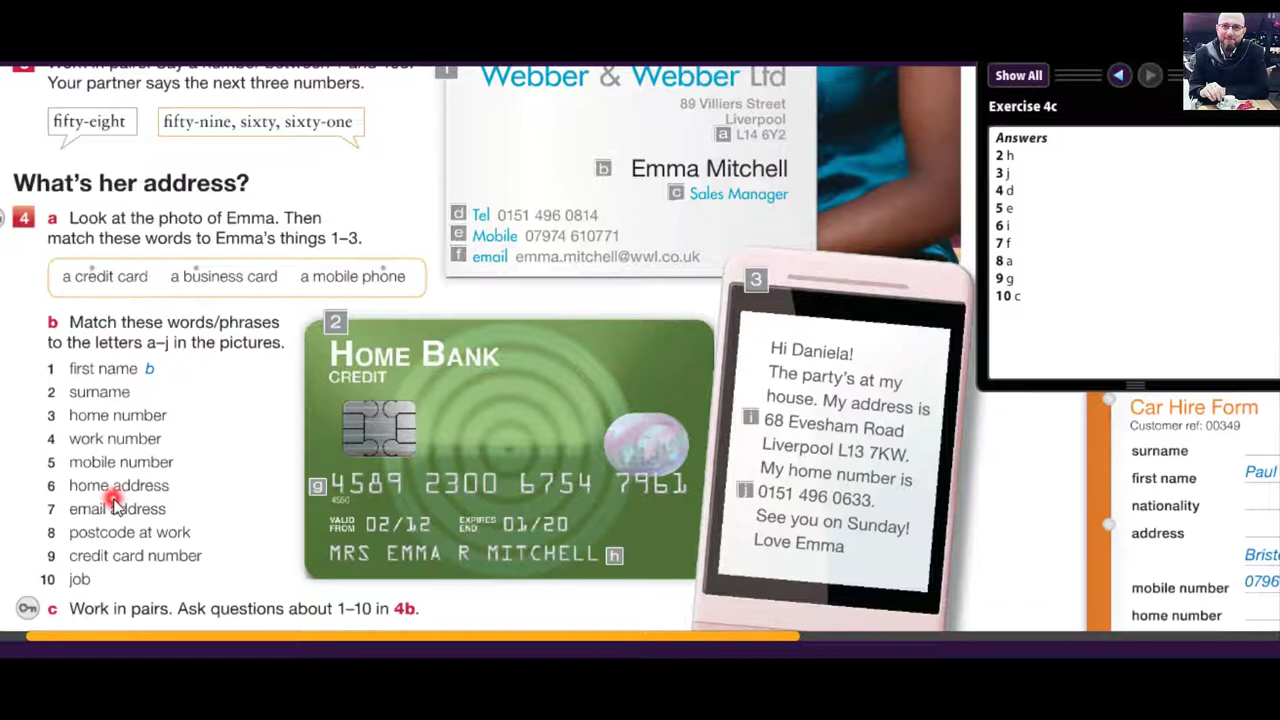 Your partner says the next three numbers.
fifty-eight
fifty-nine, sixty, sixty-one
What's her address?
4 a Look at the photo of Emma. Then
match these words to Emma's things 1–3.
a credit card a business card a mobile phone
b Match these words/phrases
to the letters a–j in the pictures.
1 first name b
2 surname
3 home number
4 work number
5 mobile number
6 home address
7 email address
8 postcode at work
9 credit card number
10 job
c Work in pairs. Ask questions about 1–10 in 4b.
Webber & Webber Ltd
89 Villiers Street
Liverpool
a L14 6Y2
b Emma Mitchell
c Sales Manager
d Tel 0151 496 0814
e Mobile 07974 610771
f email emma.mitchell@wwl.co.uk
2
HOME BANK
CREDIT
g 4589 2300 6754 7961
4550
VALID FROM 02/12 EXPIRES END 01/20
MRS EMMA R MITCHELL h
3
Hi Daniela!
The party's at my
house. My address is
i 68 Evesham Road
Liverpool L13 7KW.
My home number is
j 0151 496 0633.
See you on Sunday!
Love Emma
Show All
Exercise 4c
Answers
2 h
3 j
4 d
5 e
6 i
7 f
8 a
9 g
10 c
Car Hire Form
Customer ref: 00349
surname
first name Paul
nationality
address
Brist
mobile number 0796
home number